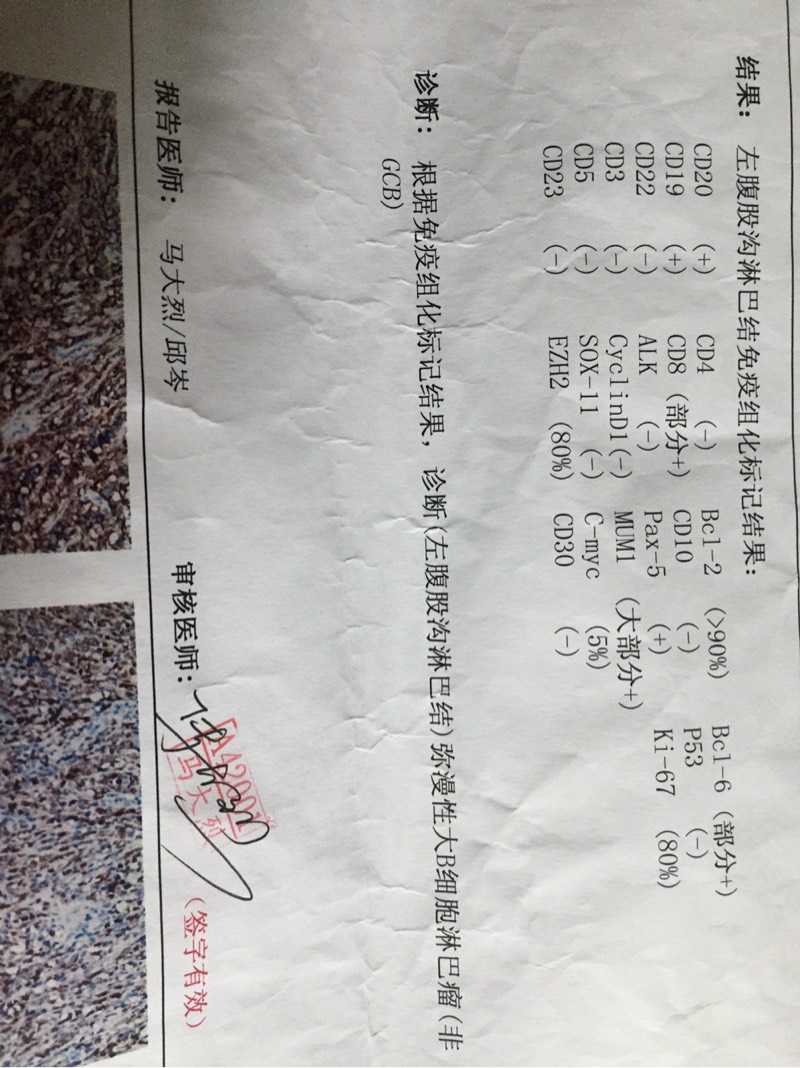 结果: 左腹股沟淋巴结免疫组化标记结果:
CD20 (+) CD4 (-) Bcl-2 (>90%) Bcl-6 (部分+)
CD19 (+) CD8 (部分+) CD10 (-) P53 (-)
CD22 (-) ALK (-) Pax-5 (+) Ki-67 (80%)
CD3 (-) CyclinD1(-) MUM1 (大部分+)
CD5 (-) SOX-11 (-) C-myc (5%)
CD23 (-) EZH2 (80%) CD30 (-)
诊断: 根据免疫组化标记结果, 诊断(左腹股沟淋巴结)弥漫性大B细胞淋巴瘤(非
GCB)
报告医师: 马大烈/邱岑 审核医师: 马大烈 (签字有效)